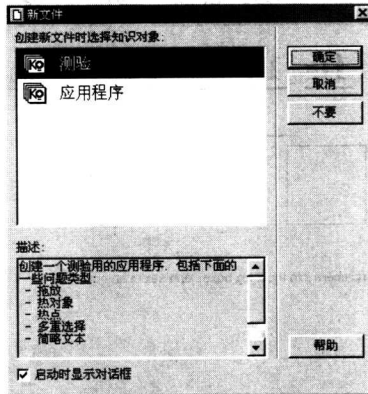 新文件
创建新文件时选择知识对象:
KO 测验
KO 应用程序
确定
取消
不要
描述:
创建一个测验用的应用程序. 包括下面的
一些问题类型:
- 拖放
- 热对象
- 热点
- 多重选择
- 简略文本
帮助
启动时显示对话框